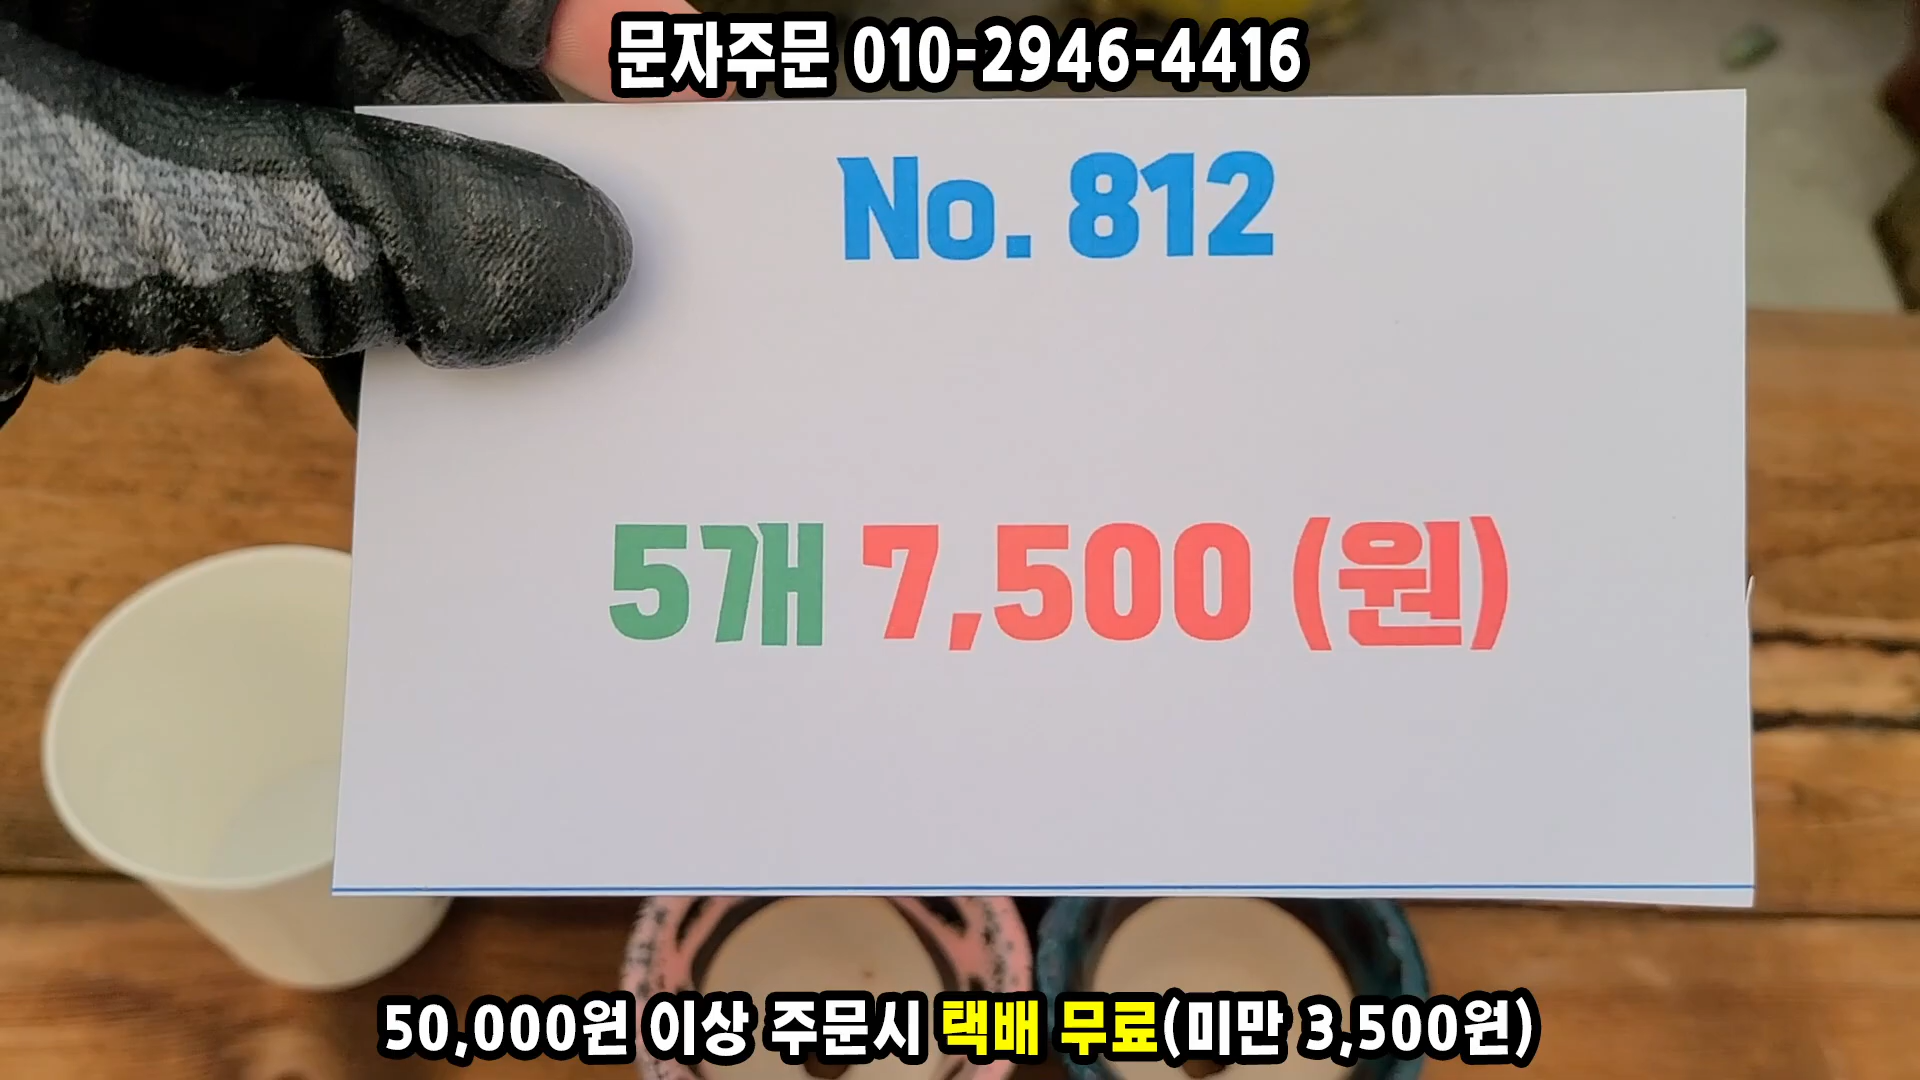 문자주문 010-2946-4416
No. 812
5개 7,500 (원)
50,000원 이상 주문시 택배 무료(미만 3,500원)